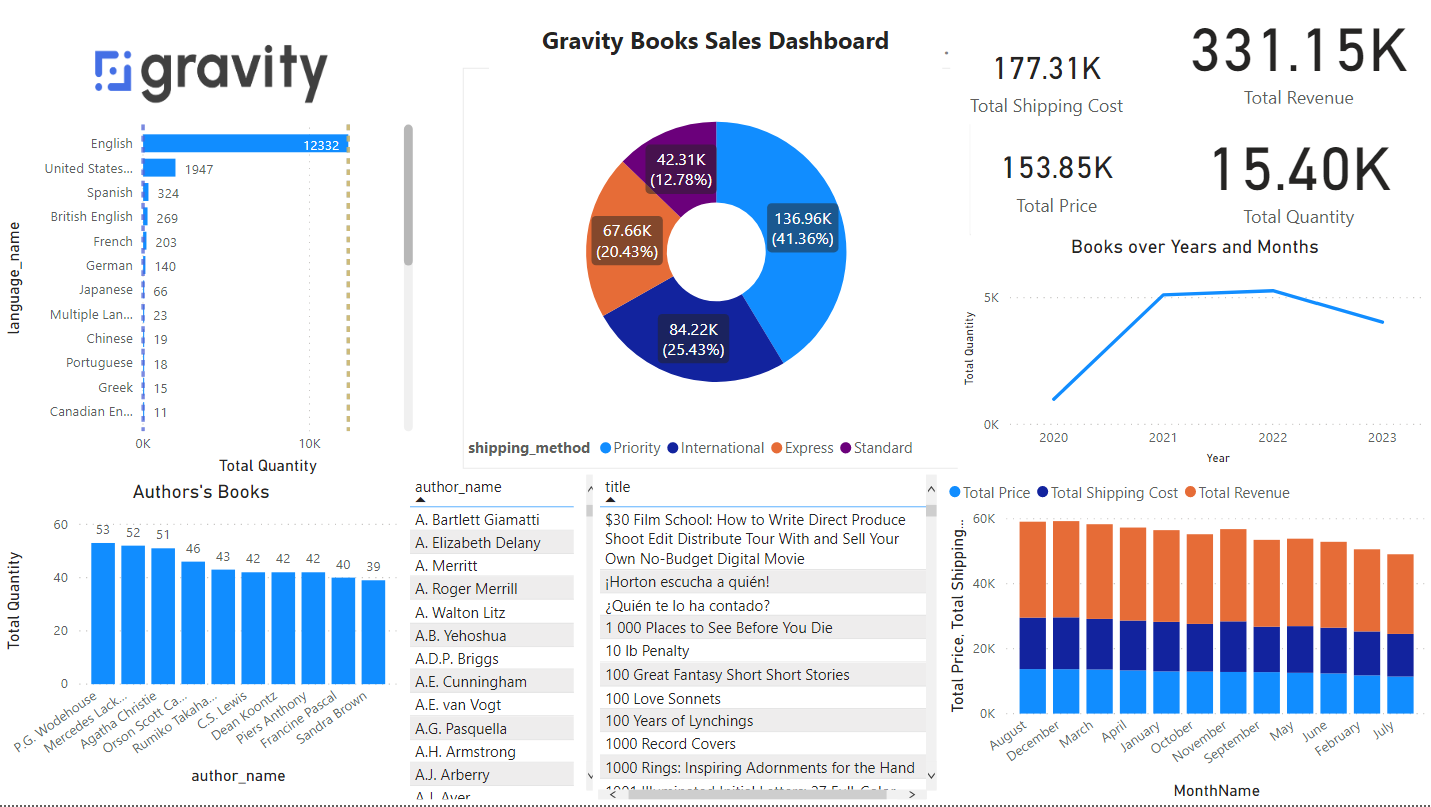 gravity
Gravity Books Sales Dashboard
177.31K
Total Shipping Cost
331.15K
Total Revenue
153.85K
Total Price
15.40K
Total Quantity
language_name
English
12332
United States...
1947
Spanish
324
British English
269
French
203
German
140
Japanese
66
Multiple Lan...
23
Chinese
19
Portuguese
18
Greek
15
Canadian En...
11
0K
10K
Total Quantity
42.31K
(12.78%)
136.96K
(41.36%)
67.66K
(20.43%)
84.22K
(25.43%)
shipping_method Priority International Express Standard
Books over Years and Months
Total Quantity
5K
0K
2020
2021
2022
2023
Year
Authors's Books
Total Quantity
60
40
20
0
53
52
51
46
43
42
42
42
40
39
P.G. Wodehouse
Mercedes Lack...
Agatha Christie
Orson Scott Ca...
Rumiko Takaha...
C.S. Lewis
Dean Koontz
Piers Anthony
Francine Pascal
Sandra Brown
author_name
author_name
A. Bartlett Giamatti
A. Elizabeth Delany
A. Merritt
A. Roger Merrill
A. Walton Litz
A.B. Yehoshua
A.D.P. Briggs
A.E. Cunningham
A.E. van Vogt
A.G. Pasquella
A.H. Armstrong
A.J. Arberry
title
$30 Film School: How to Write Direct Produce
Shoot Edit Distribute Tour With and Sell Your
Own No-Budget Digital Movie
¡Horton escucha a quién!
¿Quién te lo ha contado?
1 000 Places to See Before You Die
10 lb Penalty
100 Great Fantasy Short Short Stories
100 Love Sonnets
100 Years of Lynchings
1000 Record Covers
1000 Rings: Inspiring Adornments for the Hand
Total Price Total Shipping Cost Total Revenue
Total Price, Total Shipping...
60K
40K
20K
0K
August
December
March
April
January
October
November
September
May
June
February
July
MonthName